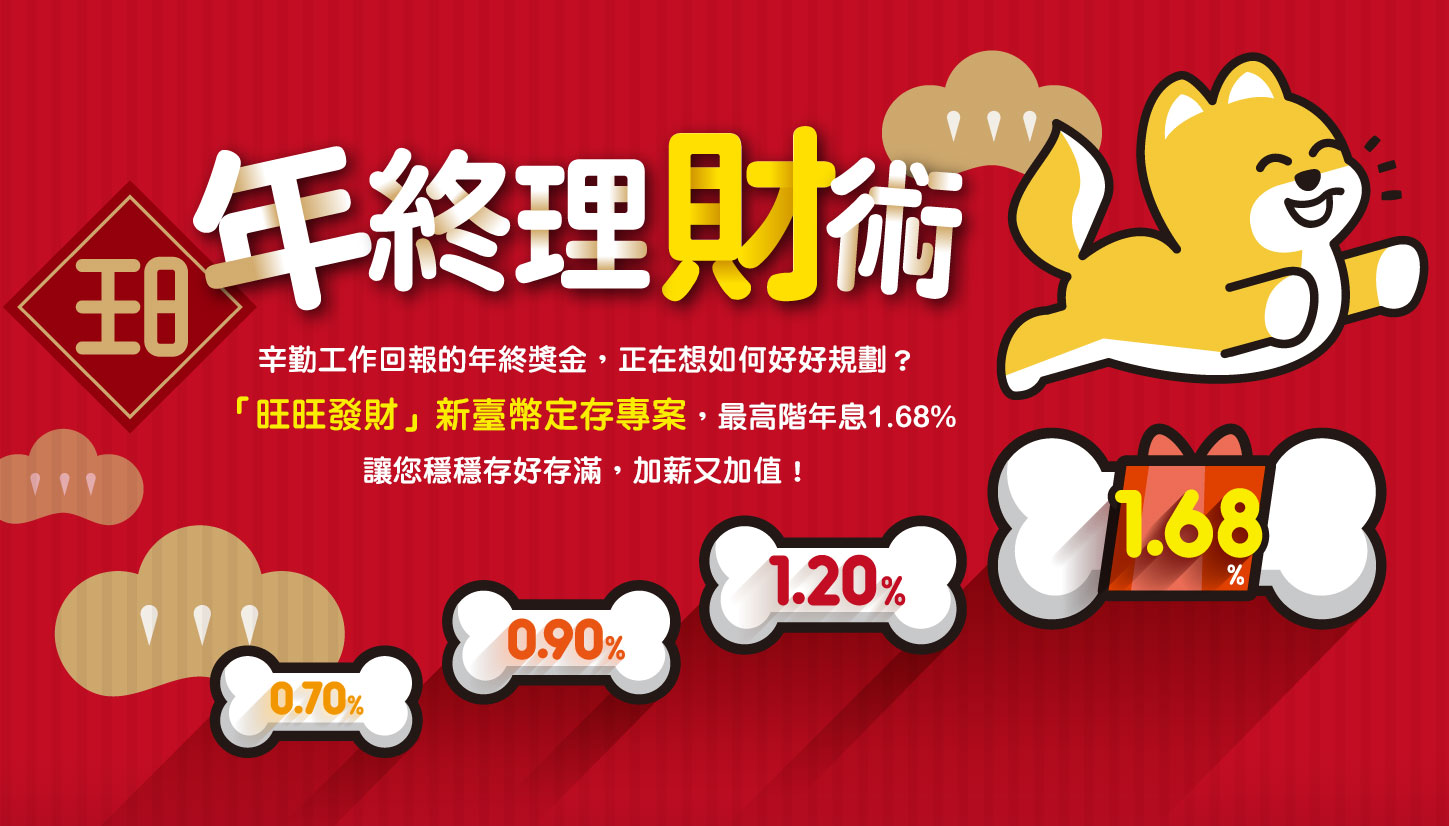 旺
年終理財術
辛勤工作回報的年終獎金，正在想如何好好規劃？
「旺旺發財」新臺幣定存專案，最高階年息1.68%
讓您穩穩存好存滿，加薪又加值！
0.70%
0.90%
1.20%
1.68%